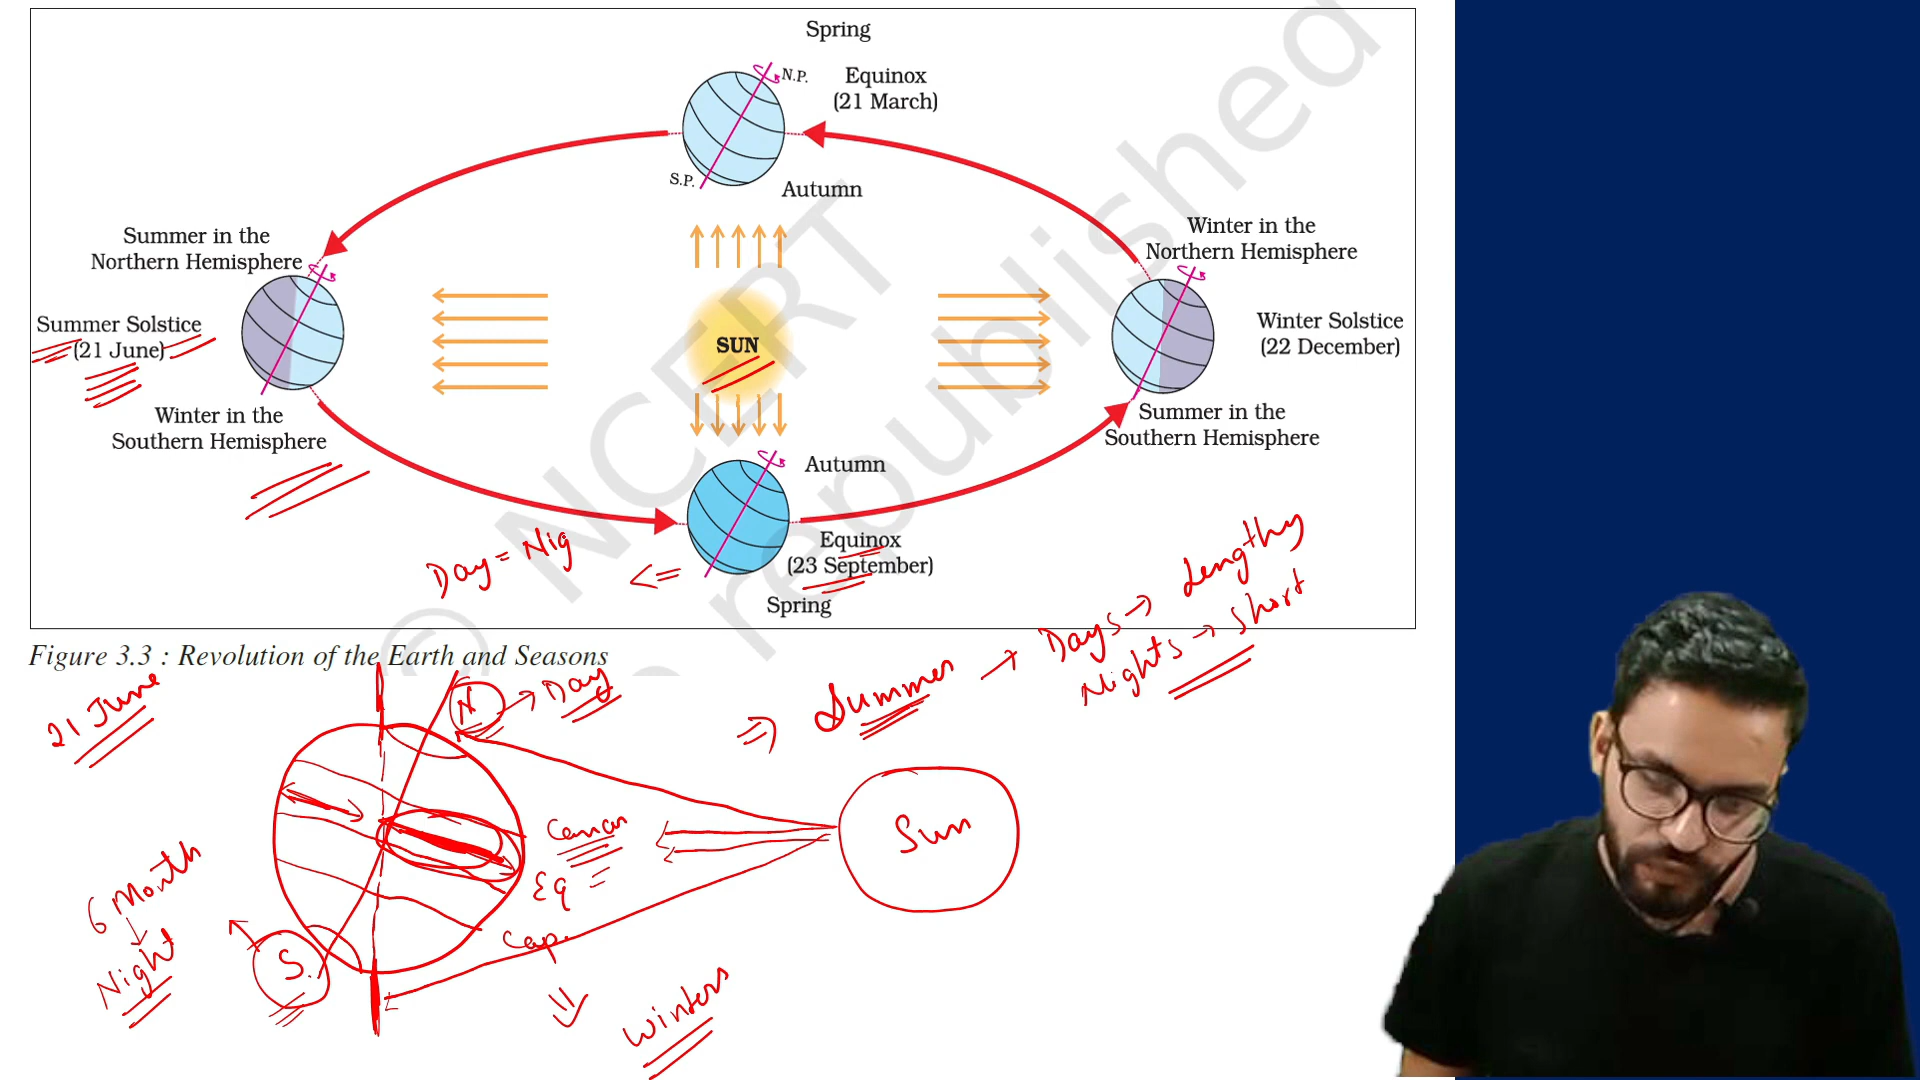 Spring
N.P.
Equinox
(21 March)
S.P.
Autumn
Summer in the
Northern Hemisphere
Winter in the
Northern Hemisphere
Summer Solstice
(21 June)
SUN
Winter Solstice
(22 December)
Winter in the
Southern Hemisphere
Summer in the
Southern Hemisphere
Autumn
Equinox
(23 September)
Spring
Day = Nig
© NCERT
republished
Figure 3.3 : Revolution of the Earth and Seasons
21 June
N → Day
⇒ Summer → Days → Lengthy
Nights → Short
Sun
Eq
Cap.
6 Month
Night
S.
Winters